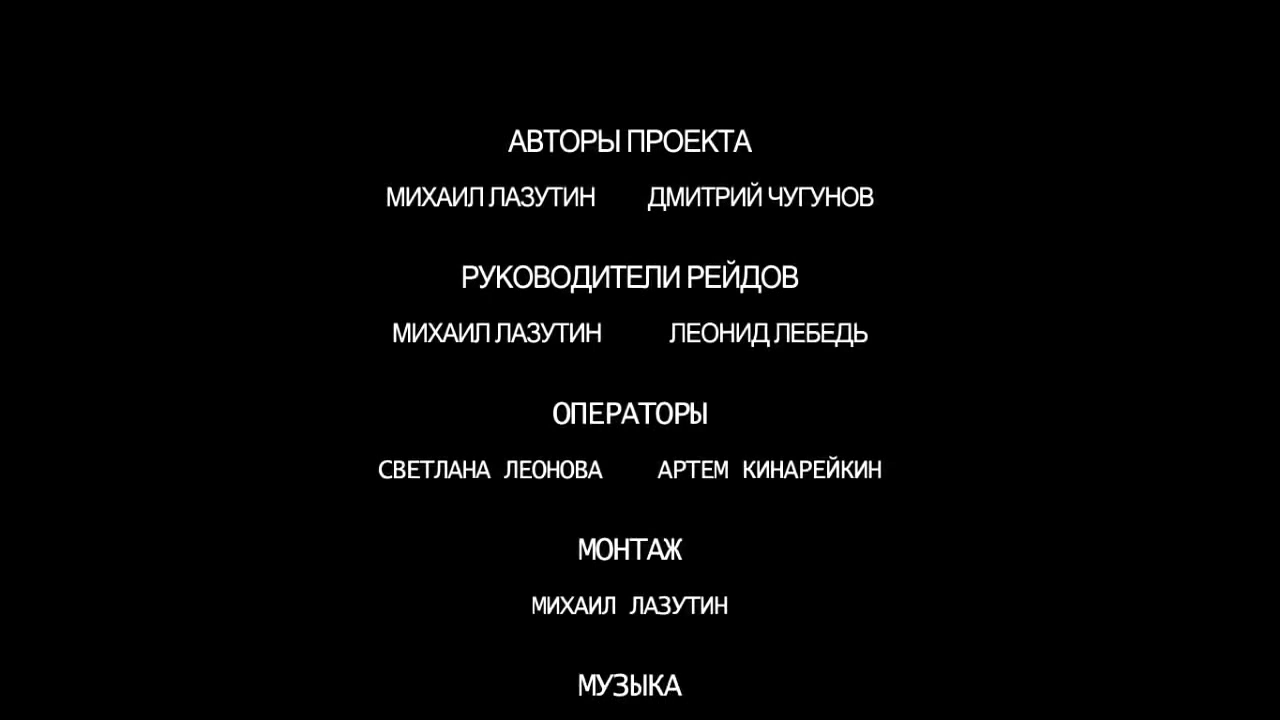 АВТОРЫ ПРОЕКТА
МИХАИЛ ЛАЗУТИН ДМИТРИЙ ЧУГУНОВ
РУКОВОДИТЕЛИ РЕЙДОВ
МИХАИЛ ЛАЗУТИН ЛЕОНИД ЛЕБЕДЬ
ОПЕРАТОРЫ
СВЕТЛАНА ЛЕОНОВА АРТЕМ КИНАРЕЙКИН
МОНТАЖ
МИХАИЛ ЛАЗУТИН
МУЗЫКА